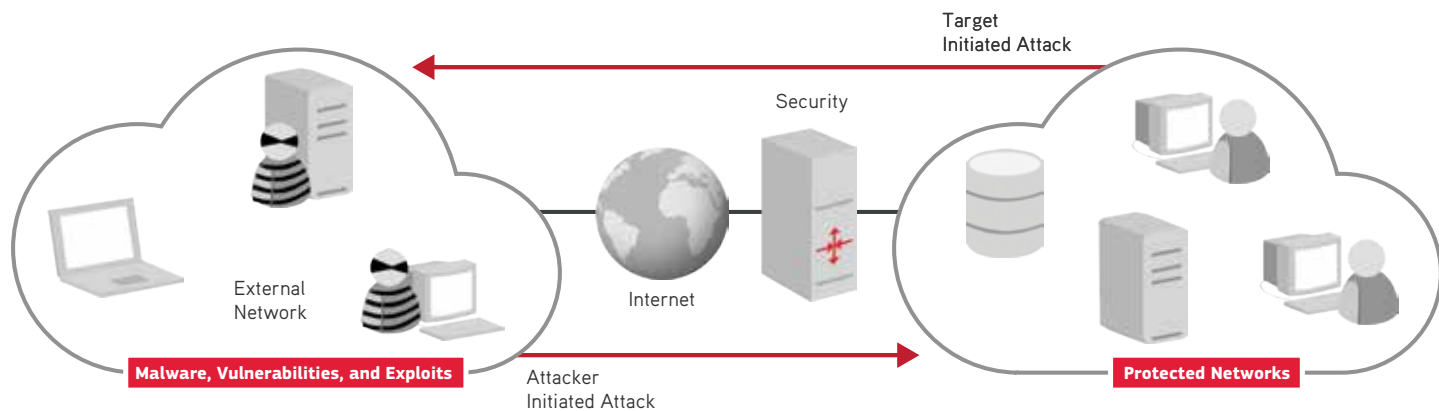 Target
Initiated Attack
Security
External
Network
Internet
Malware, Vulnerabilities, and Exploits
Protected Networks
Attacker
Initiated Attack